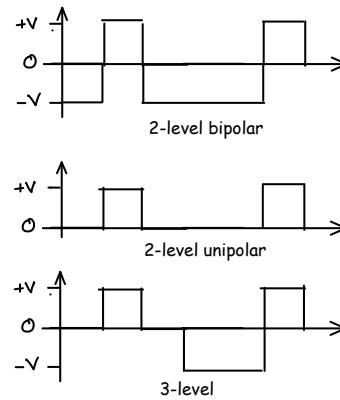 +V
0
-V
2-level bipolar
+V
0
2-level unipolar
+V
0
-V
3-level